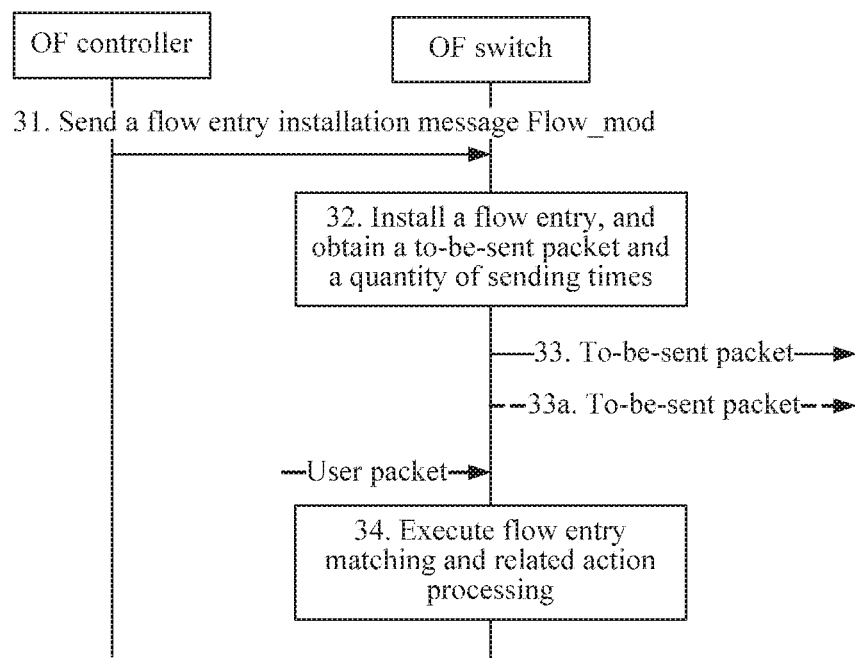 OF controller
OF switch
31. Send a flow entry installation message Flow_mod
32. Install a flow entry, and
obtain a to-be-sent packet and
a quantity of sending times
33. To-be-sent packet
33a. To-be-sent packet
User packet
34. Execute flow entry
matching and related action
processing